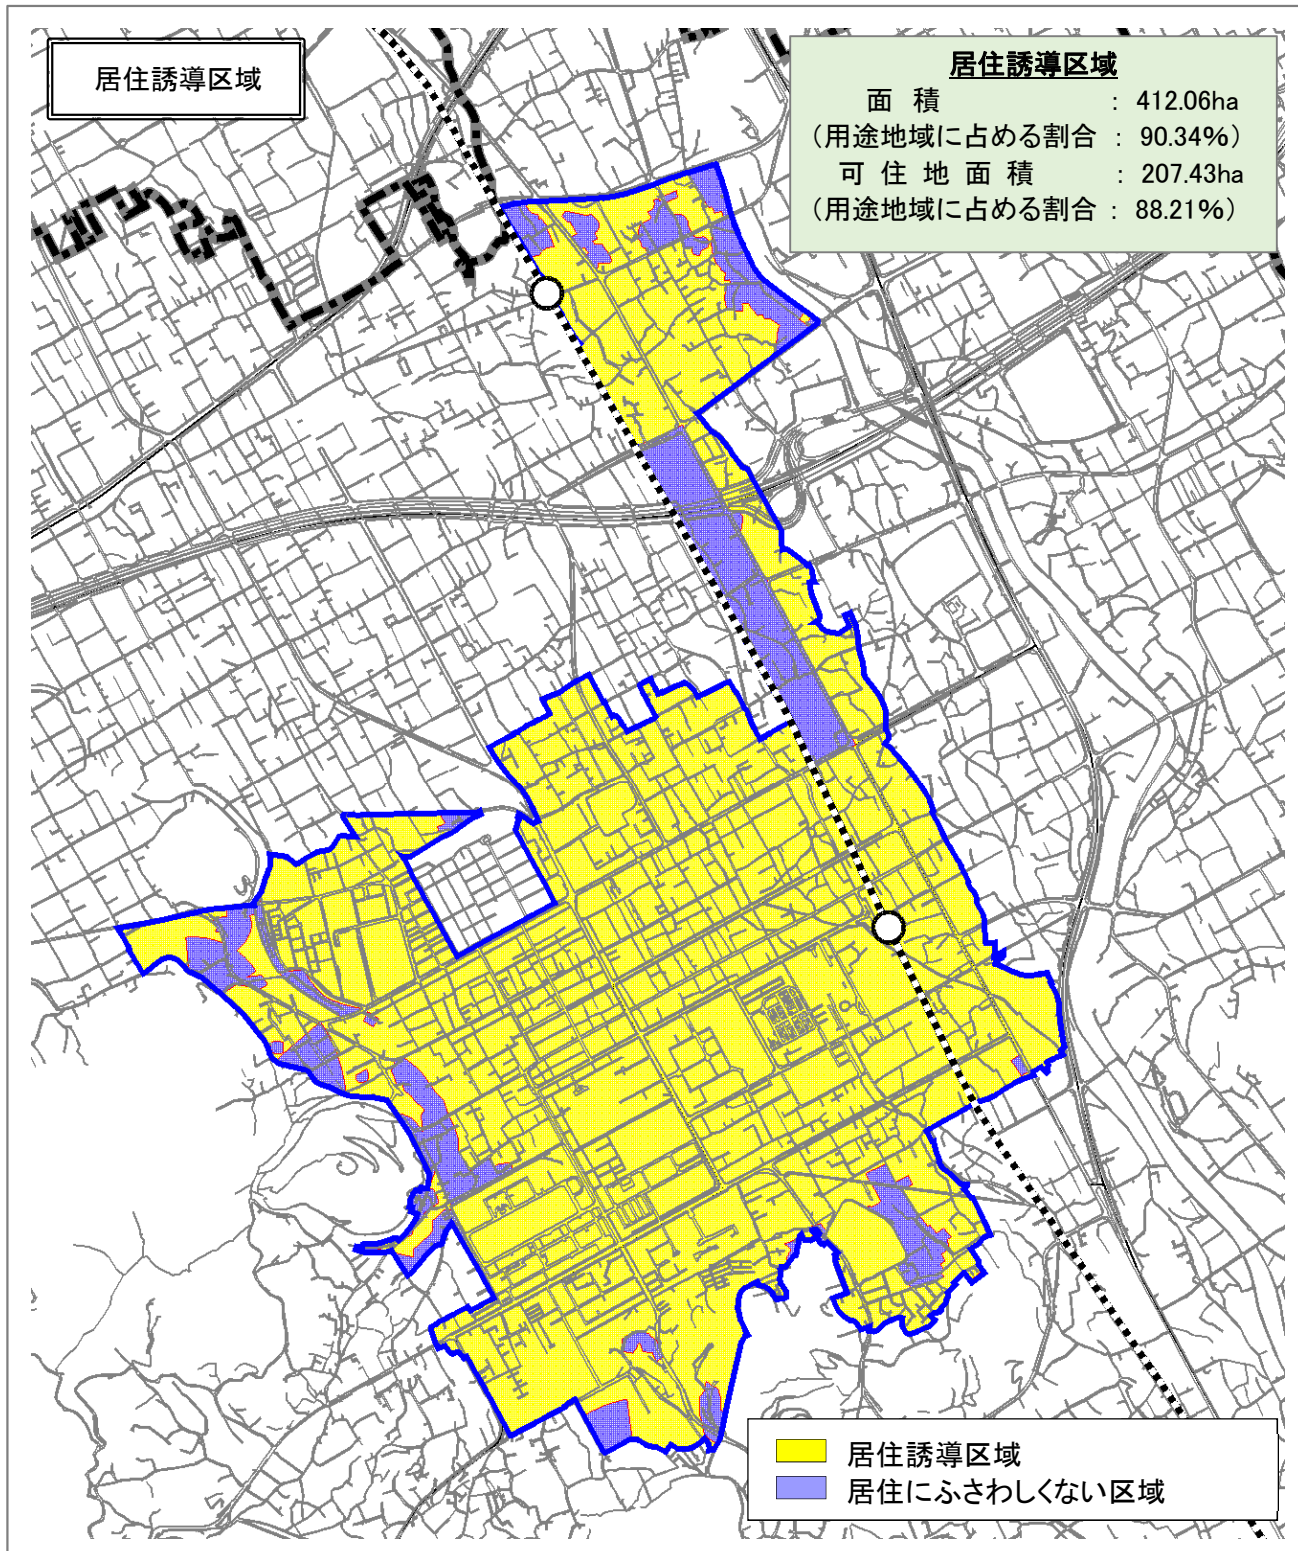 居住誘導区域
居住誘導区域
面 積 : 412.06ha
(用途地域に占める割合 : 90.34%)
可 住 地 面 積 : 207.43ha
(用途地域に占める割合 : 88.21%)
居住誘導区域
居住にふさわしくない区域